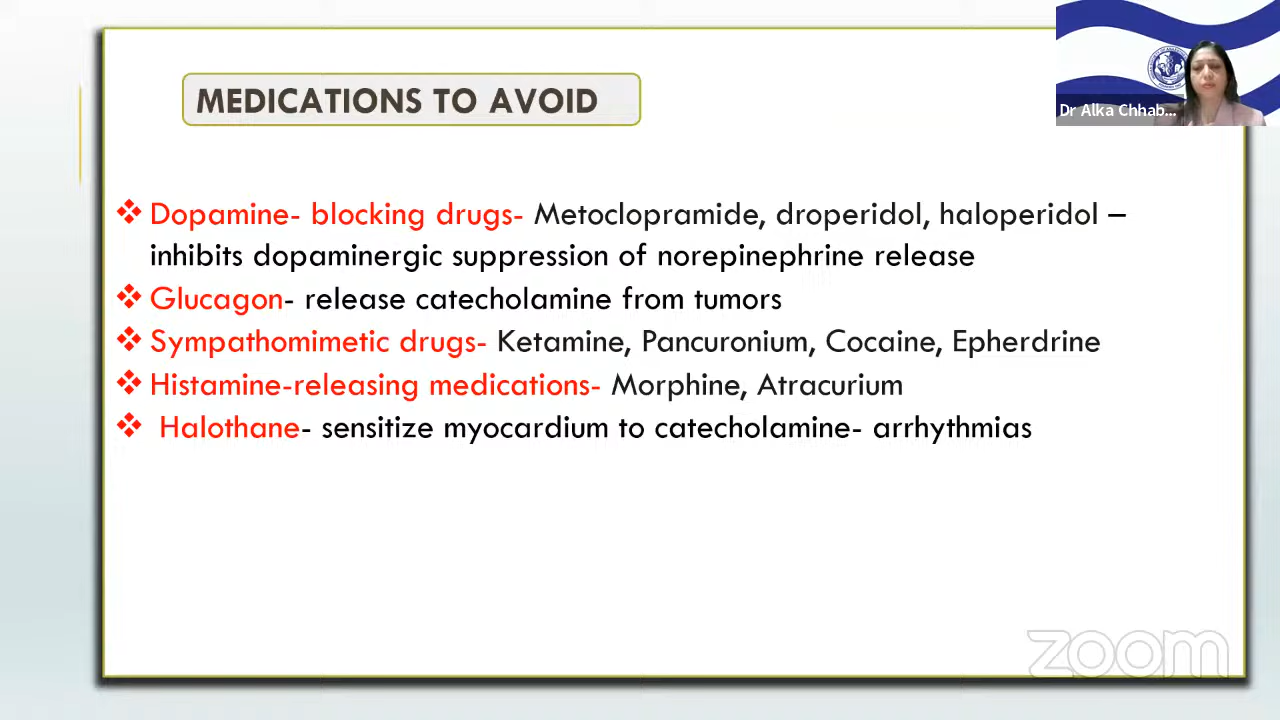 MEDICATIONS TO AVOID
Dr Alka Chhab...
❖ Dopamine- blocking drugs- Metoclopramide, droperidol, haloperidol –
inhibits dopaminergic suppression of norepinephrine release
❖ Glucagon- release catecholamine from tumors
❖ Sympathomimetic drugs- Ketamine, Pancuronium, Cocaine, Epherdrine
❖ Histamine-releasing medications- Morphine, Atracurium
❖ Halothane- sensitize myocardium to catecholamine- arrhythmias
zoom